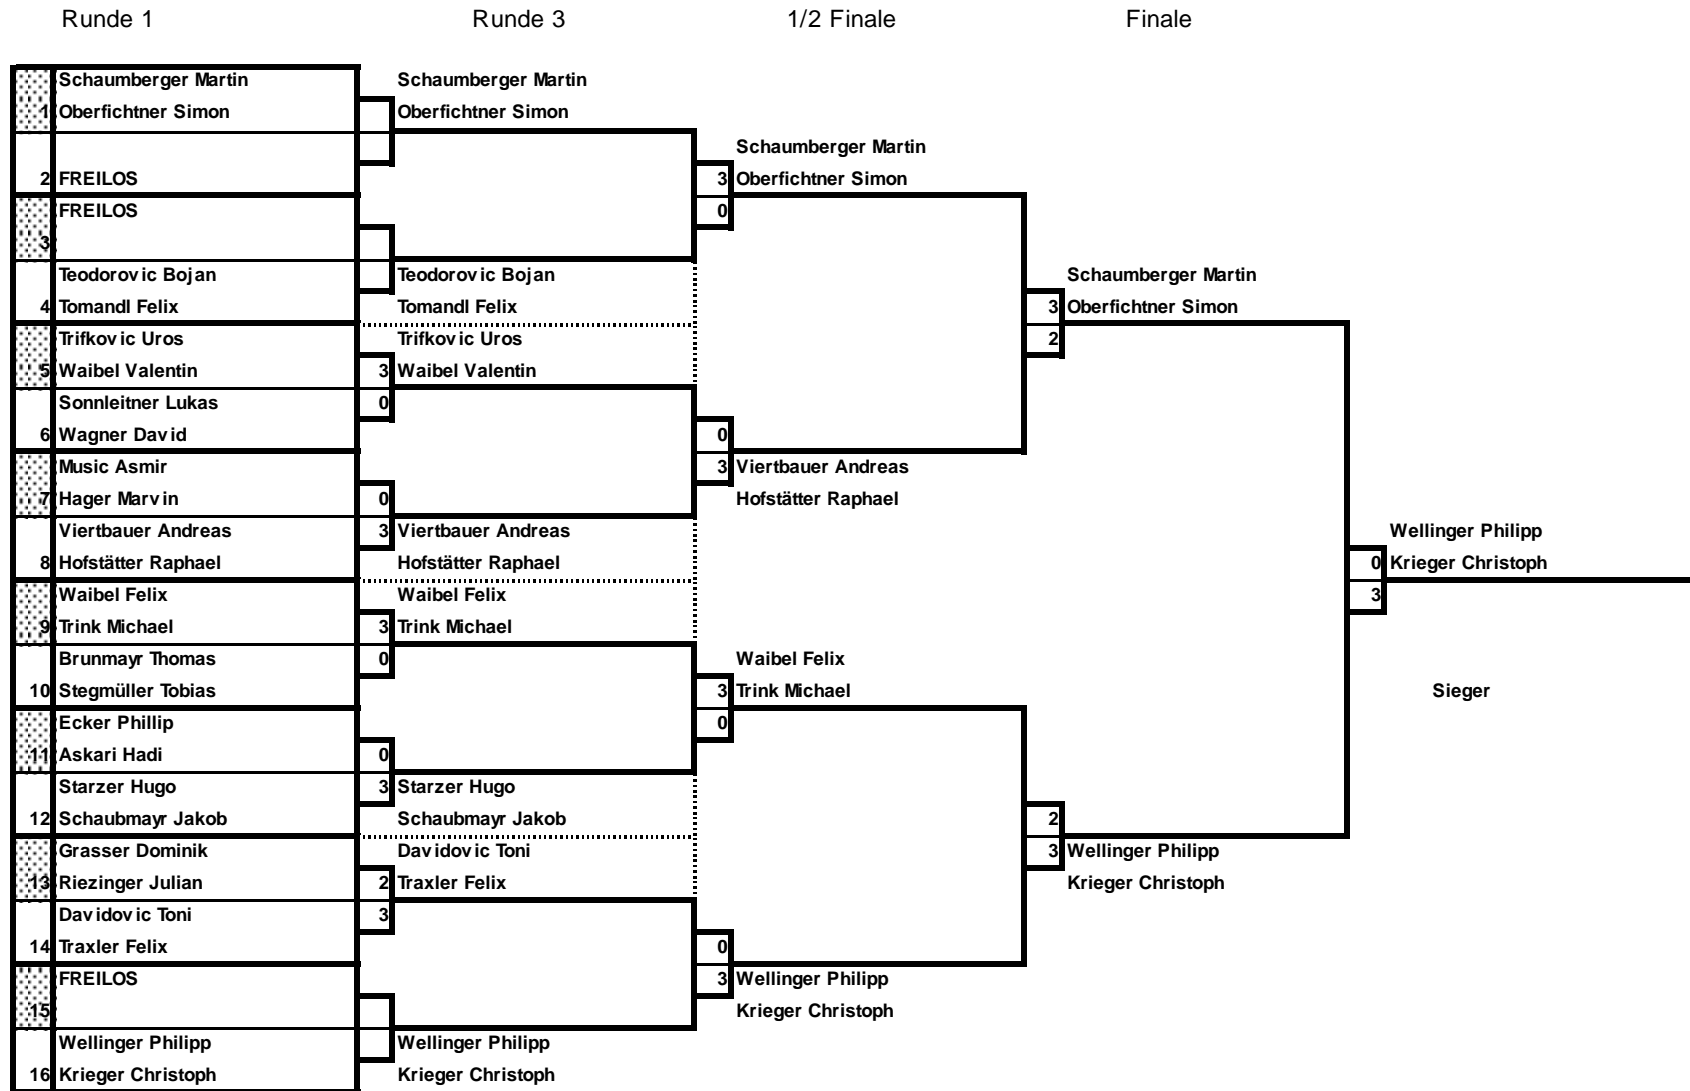 Runde 1 Runde 3 1/2 Finale Finale
Schaumberger Martin Schaumberger Martin
1 Oberfichtner Simon Oberfichtner Simon
Schaumberger Martin
2 FREILOS 3 Oberfichtner Simon
FREILOS 0
3
Teodorovic Bojan Teodorovic Bojan Schaumberger Martin
4 Tomandl Felix Tomandl Felix 3 Oberfichtner Simon
Trifkovic Uros Trifkovic Uros 2
5 Waibel Valentin 3 Waibel Valentin
Sonnleitner Lukas 0
6 Wagner David 0
Music Asmir 3 Viertbauer Andreas
7 Hager Marvin 0 Hofstätter Raphael
Viertbauer Andreas 3 Viertbauer Andreas Wellinger Philipp
8 Hofstätter Raphael Hofstätter Raphael 0 Krieger Christoph
Waibel Felix Waibel Felix 3
9 Trink Michael 3 Trink Michael
Brunmayr Thomas 0 Waibel Felix
10 Stegmüller Tobias 3 Trink Michael Sieger
Ecker Phillip 0
11 Askari Hadi 0
Starzer Hugo 3 Starzer Hugo
12 Schaubmayr Jakob Schaubmayr Jakob 2
Grasser Dominik Davidovic Toni 3 Wellinger Philipp
13 Riezinger Julian 2 Traxler Felix Krieger Christoph
Davidovic Toni 3
14 Traxler Felix 0
FREILOS 3 Wellinger Philipp
15 Krieger Christoph
Wellinger Philipp Wellinger Philipp
16 Krieger Christoph Krieger Christoph